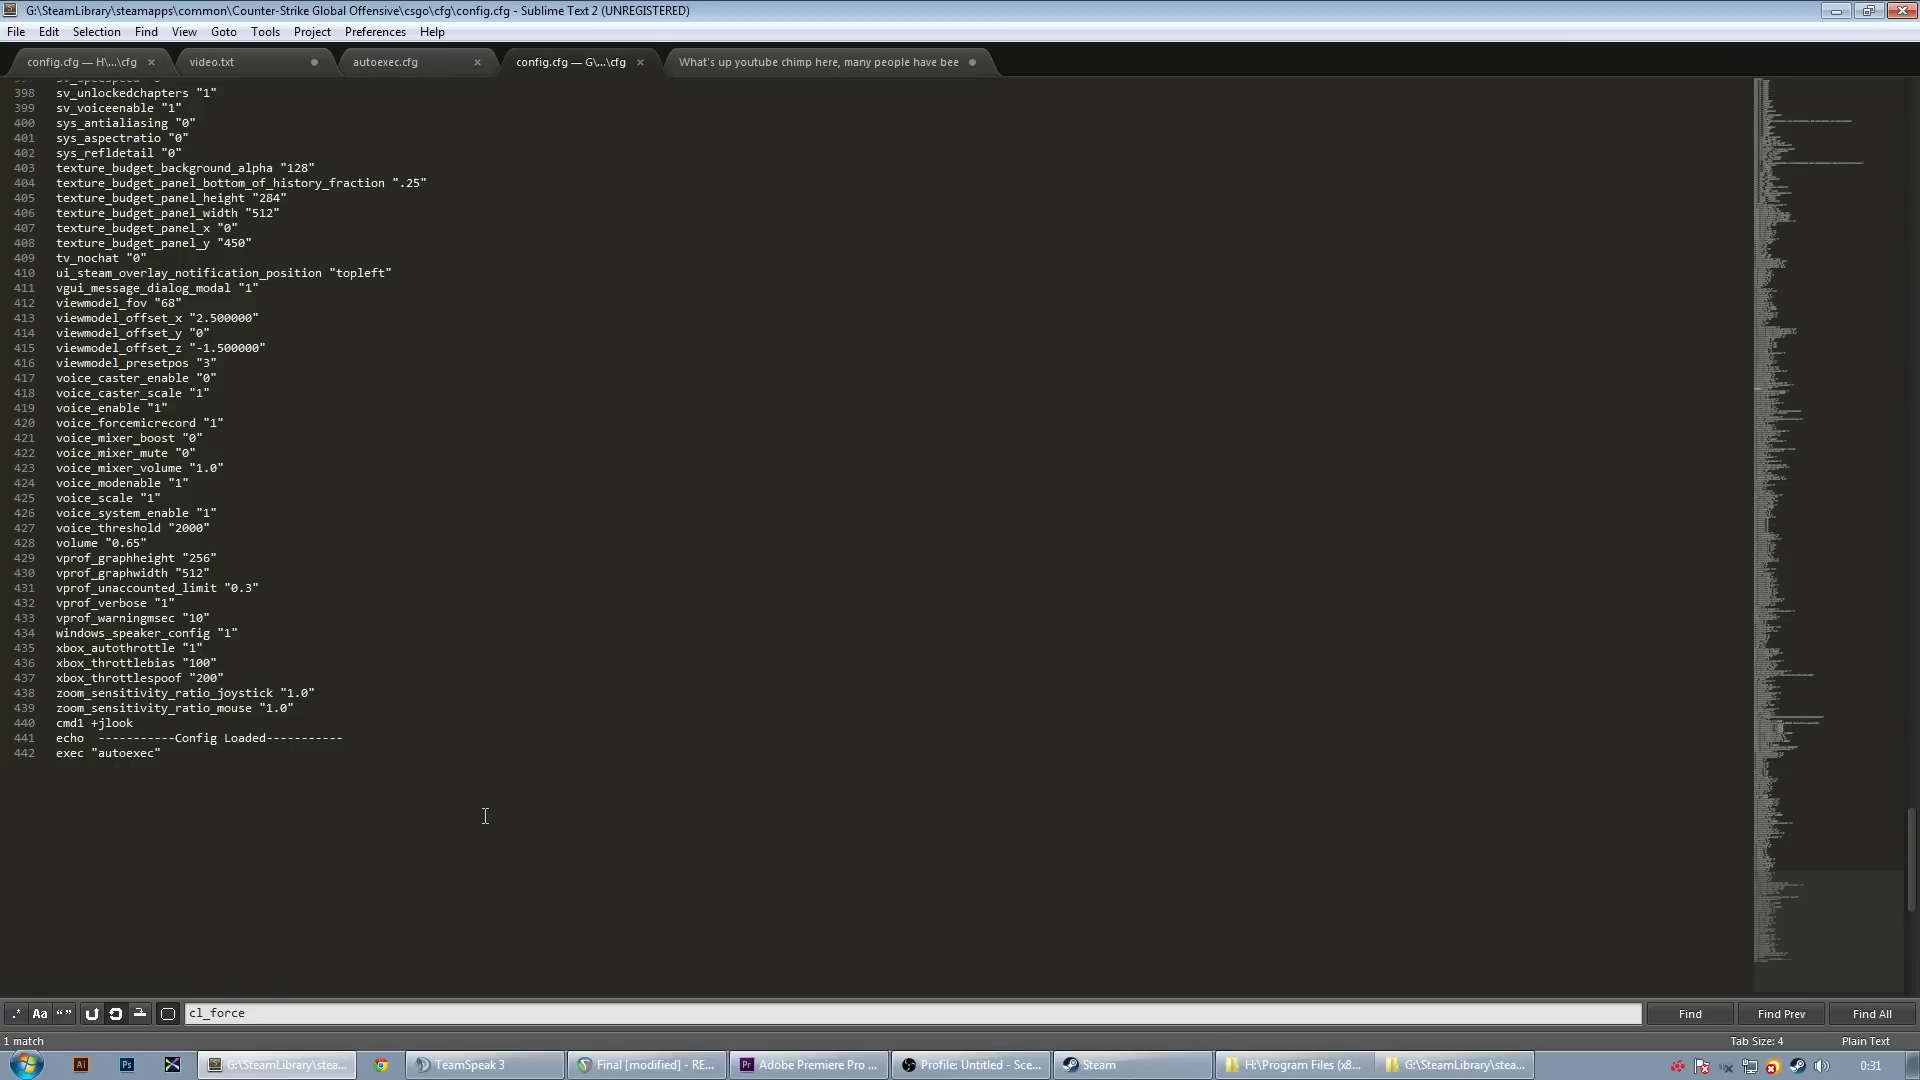 G:\SteamLibrary\steamapps\common\Counter-Strike Global Offensive\csgo\cfg\config.cfg - Sublime Text 2 (UNREGISTERED)
File Edit Selection Find View Goto Tools Project Preferences Help
config.cfg — H\...\cfg × video.txt autoexec.cfg × config.cfg — G\...\cfg × What's up youtube chimp here, many people have bee
398 sv_unlockedchapters "1"
399 sv_voiceenable "1"
400 sys_antialiasing "0"
401 sys_aspectratio "0"
402 sys_refldetail "0"
403 texture_budget_background_alpha "128"
404 texture_budget_panel_bottom_of_history_fraction ".25"
405 texture_budget_panel_height "284"
406 texture_budget_panel_width "512"
407 texture_budget_panel_x "0"
408 texture_budget_panel_y "450"
409 tv_nochat "0"
410 ui_steam_overlay_notification_position "topleft"
411 vgui_message_dialog_modal "1"
412 viewmodel_fov "68"
413 viewmodel_offset_x "2.500000"
414 viewmodel_offset_y "0"
415 viewmodel_offset_z "-1.500000"
416 viewmodel_presetpos "3"
417 voice_caster_enable "0"
418 voice_caster_scale "1"
419 voice_enable "1"
420 voice_forcemicrecord "1"
421 voice_mixer_boost "0"
422 voice_mixer_mute "0"
423 voice_mixer_volume "1.0"
424 voice_modenable "1"
425 voice_scale "1"
426 voice_system_enable "1"
427 voice_threshold "2000"
428 volume "0.65"
429 vprof_graphheight "256"
430 vprof_graphwidth "512"
431 vprof_unaccounted_limit "0.3"
432 vprof_verbose "1"
433 vprof_warningmsec "10"
434 windows_speaker_config "1"
435 xbox_autothrottle "1"
436 xbox_throttlebias "100"
437 xbox_throttlespoof "200"
438 zoom_sensitivity_ratio_joystick "1.0"
439 zoom_sensitivity_ratio_mouse "1.0"
440 cmd1 +jlook
441 echo  -----------Config Loaded-----------
442 exec "autoexec"
.* Aa “” cl_force Find Find Prev Find All
1 match Tab Size: 4 Plain Text
Ai Ps G:\SteamLibrary\stea... TeamSpeak 3 Final [modified] - RE... Pr Adobe Premiere Pro ... Profile: Untitled - Sce... Steam H:\Program Files (x8... G:\SteamLibrary\stea... 0:31